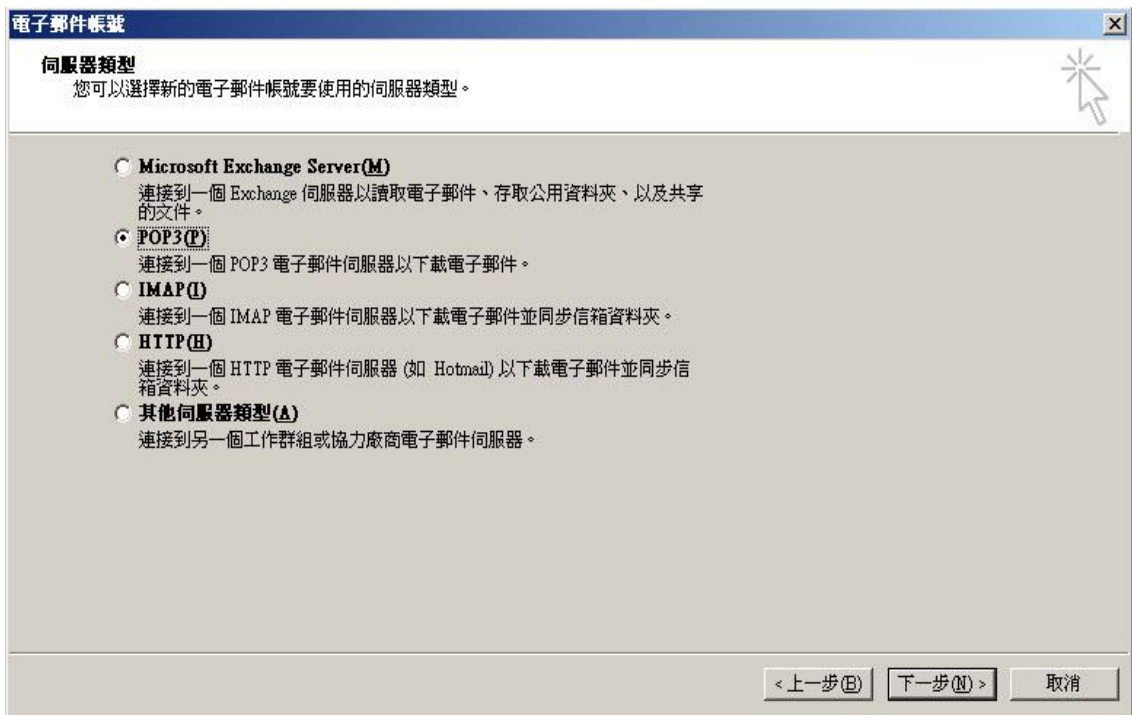 電子郵件帳號
伺服器類型
您可以選擇新的電子郵件帳號要使用的伺服器類型。
Microsoft Exchange Server(M)
連接到一個 Exchange 伺服器以讀取電子郵件、存取公用資料夾、以及共享
的文件。
POP3(P)
連接到一個 POP3 電子郵件伺服器以下載電子郵件。
IMAP(I)
連接到一個 IMAP 電子郵件伺服器以下載電子郵件並同步信箱資料夾。
HTTP(H)
連接到一個 HTTP 電子郵件伺服器 (如 Hotmail) 以下載電子郵件並同步信
箱資料夾。
其他伺服器類型(A)
連接到另一個工作群組或協力廠商電子郵件伺服器。
<上一步(B) 下一步(N)> 取消